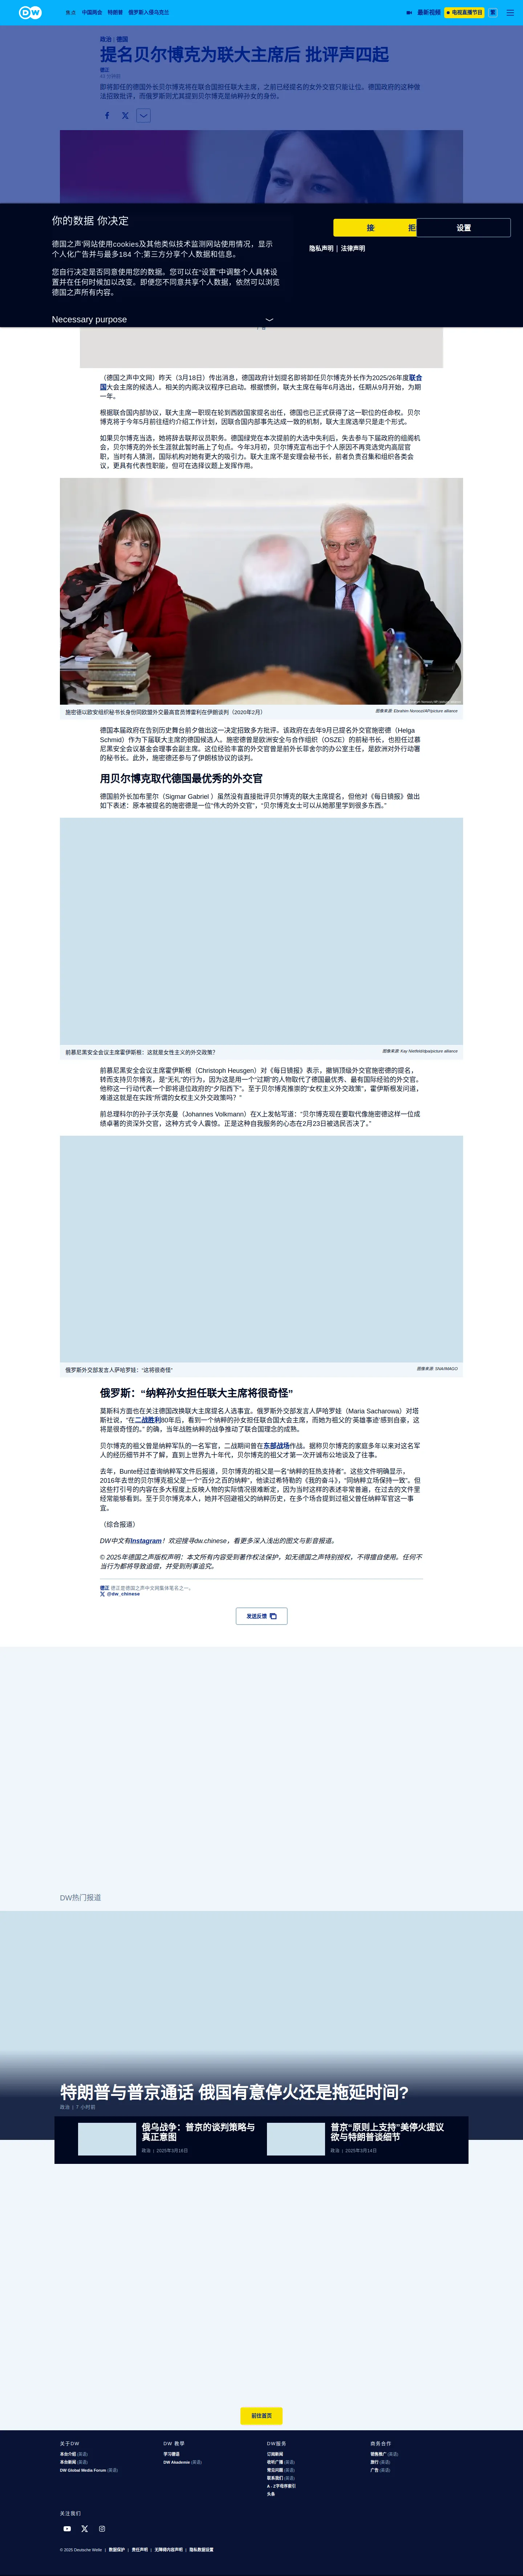 DW
焦点 中国两会 特朗普 俄罗斯入侵乌克兰
最新视频
电视直播节目
繁
政治 | 德国
提名贝尔博克为联大主席后 批评声四起
德正
即将卸任的德国外长贝尔博克将在联合国担任联大主席，之前已经提名的女外交官只能让位。德国政府的这种做
法招致批评，而俄罗斯则尤其提到贝尔博克是纳粹孙女的身份。
你的数据 你决定
德国之声'网站使用cookies及其他类似技术监测网站使用情况，显示
个人化广告并与最多184 个;第三方分享个人数据和信息。
您自行决定是否同意使用您的数据。您可以在“设置”中调整个人具体设
置并在任何时候加以改变。即便您不同意共享个人数据，依然可以浏览
德国之声所有内容。
Necessary purpose
接 拒 设置
隐私声明 | 法律声明
（德国之声中文网）昨天（3月18日）传出消息，德国政府计划提名即将卸任贝尔博克外长作为2025/26年度联合
国大会主席的候选人。相关的内阁决议程序已启动。根据惯例，联大主席在每年6月选出，任期从9月开始，为期
一年。
根据联合国内部协议，联大主席一职现在轮到西欧国家提名出任，德国也已正式获得了这一职位的任命权。贝尔
博克将于今年5月前往纽约介绍工作计划，因联合国内部事先达成一致的机制，联大主席选举只是走个形式。
如果贝尔博克当选，她将辞去联邦议员职务。德国绿党在本次提前的大选中失利后，失去参与下届政府的组阁机
会，贝尔博克的外长生涯就此暂时画上了句点。今年3月初，贝尔博克宣布出于个人原因不再竞选党内高层官
职，当时有人猜测，国际机构对她有更大的吸引力。联大主席不是安理会秘书长，前者负责召集和组织各类会
议，更具有代表性职能，但可在选择议题上发挥作用。
施密德以欧安组织秘书长身份同欧盟外交最高官员博雷利在伊朗谈判（2020年2月）
图像来源: Ebrahim Noroozi/AP/picture alliance
德国本届政府在告别历史舞台前夕做出这一决定招致多方批评。该政府在去年9月已提名外交官施密德（Helga
Schmid）作为下届联大主席的德国候选人。施密德曾是欧洲安全与合作组织（OSZE）的前秘书长，也担任过慕
尼黑安全会议基金会理事会副主席。这位经验丰富的外交官曾是前外长菲舍尔的办公室主任，是欧洲对外行动署
的秘书长。此外，施密德还参与了伊朗核协议的谈判。
用贝尔博克取代德国最优秀的外交官
德国前外长加布里尔（Sigmar Gabriel ）虽然没有直接批评贝尔博克的联大主席提名，但他对《每日镜报》做出
如下表述：原本被提名的施密德是一位“伟大的外交官”，“贝尔博克女士可以从她那里学到很多东西。”
前慕尼黑安全会议主席霍伊斯根：这就是女性主义的外交政策？
图像来源: Kay Nietfeld/dpa/picture-alliance
前慕尼黑安全会议主席霍伊斯根（Christoph Heusgen）对《每日镜报》表示，撤销顶级外交官施密德的提名，
转而支持贝尔博克，是“无礼”的行为，因为这是用一个“过期”的人物取代了德国最优秀、最有国际经验的外交官。
他称这一行动代表一个即将退位政府的“夕阳西下”。至于贝尔博克推崇的“女权主义外交政策”，霍伊斯根发问道，
难道这就是在实践“所谓的女权主义外交政策吗？”
前总理科尔的孙子沃尔克曼（Johannes Volkmann）在X上发帖写道：“贝尔博克现在要取代像施密德这样一位成
绩卓著的资深外交官，这种方式令人震惊。正是这种自我服务的心态在2月23日被选民否决了。”
俄罗斯外交部发言人萨哈罗娃：“这将很奇怪”
图像来源: SNA/IMAGO
俄罗斯：“纳粹孙女担任联大主席将很奇怪”
莫斯科方面也在关注德国改换联大主席提名人选事宜。俄罗斯外交部发言人萨哈罗娃（Maria Sacharowa）对塔
斯社说，“在二战胜利80年后，看到一个纳粹的孙女担任联合国大会主席，而她为祖父的‘英雄事迹’感到自豪，这
将是很奇怪的。” 的确，当年战胜纳粹的战争推动了联合国理念的成熟。
贝尔博克的祖父曾是纳粹军队的一名军官，二战期间曾在东部战场作战。据称贝尔博克的家庭多年以来对这名军
人的经历细节并不了解，直到上世界九十年代，贝尔博克的祖父才第一次开诚布公地谈及了往事。
去年，Bunte经过查询纳粹军文件后报道，贝尔博克的祖父是一名“纳粹的狂热支持者”。这些文件明确显示，
2016年去世的贝尔博克祖父是一个“百分之百的纳粹”，他读过希特勒的《我的奋斗》，“同纳粹立场保持一致”。但
这些打引号的内容在多大程度上反映人物的实际情况很难断定，因为当时这样的表述非常普遍，在过去的文件里
经常能够看到。至于贝尔博克本人，她并不回避祖父的纳粹历史，在多个场合提到过祖父曾任纳粹军官这一事
宜。
（综合报道）
DW中文有Instagram！欢迎搜寻dw.chinese，看更多深入浅出的图文与影音报道。
© 2025年德国之声版权声明：本文所有内容受到著作权法保护，如无德国之声特别授权，不得擅自使用。任何不
当行为都将导致追偿，并受到刑事追究。
德正 德正是德国之声中文网集体笔名之一。
@dw_chinese
发送反馈
DW热门报道
特朗普与普京通话 俄国有意停火还是拖延时间?
政治 | 7 小时前
俄乌战争：普京的谈判策略与
真正意图
政治 | 2025年3月16日
普京“原则上支持”美停火提议
欲与特朗普谈细节
政治 | 2025年3月14日
前往首页
关于DW
本台介绍 (英语)
本台新闻 (英语)
DW Global Media Forum (英语)
DW 教學
学习德语
DW Akademie (英语)
DW服务
订阅新闻
收听广播 (英语)
常见问题 (英语)
联系我们 (英语)
A - Z字母序索引
头条
商务合作
销售推广 (英语)
旅行 (英语)
广告 (英语)
关注我们
© 2025 Deutsche Welle | 数据保护 | 责任声明 | 无障碍内容声明 | 隐私数据设置